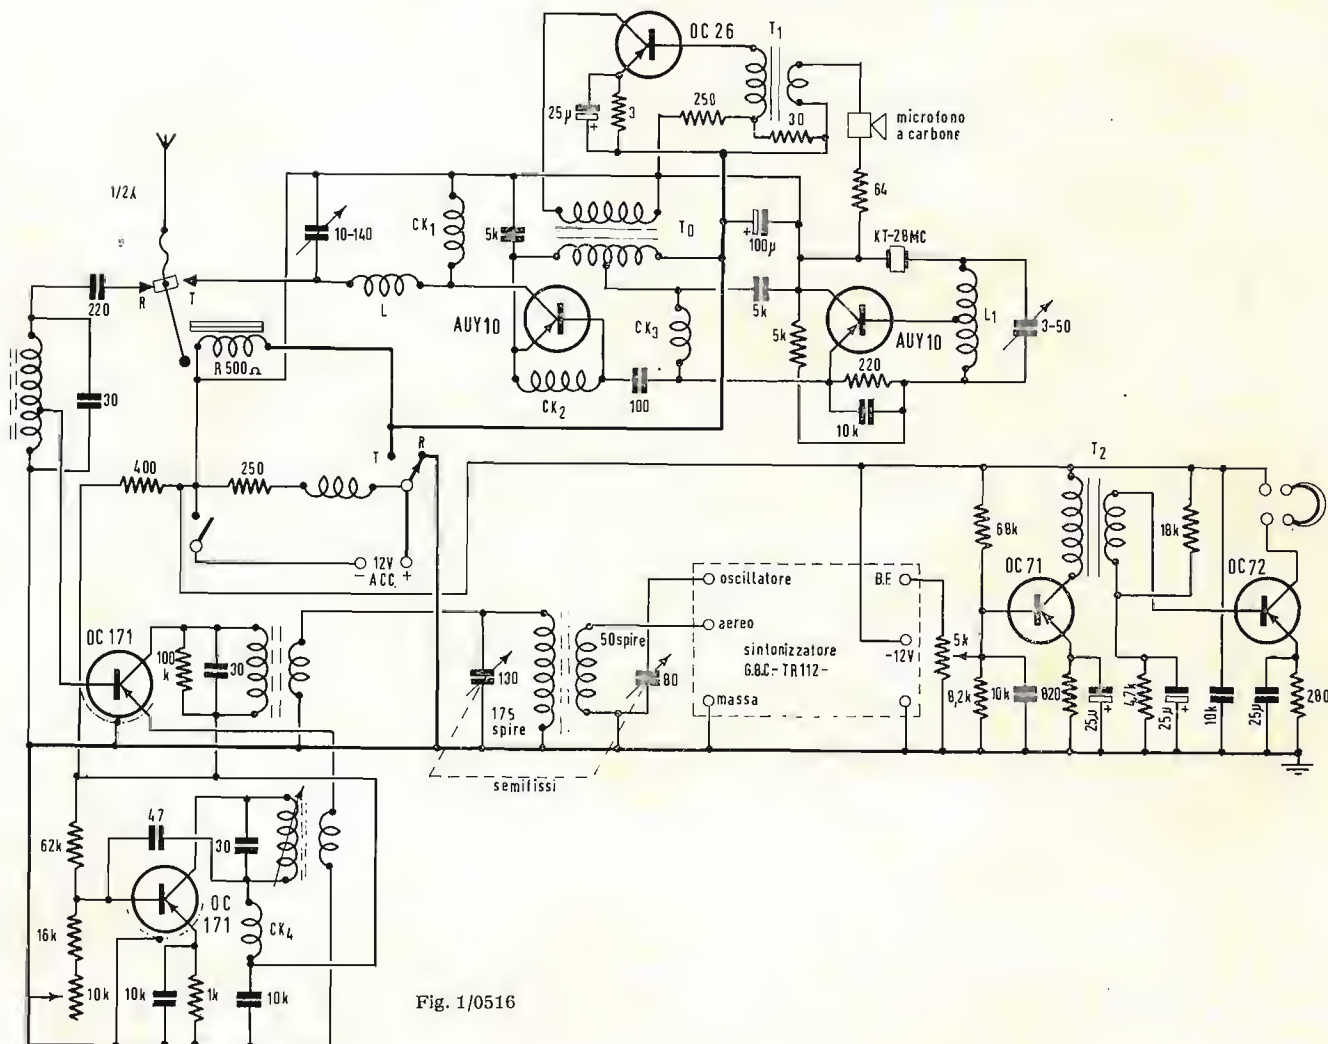 OC 26
T1
25µ
+
3
250
30
microfono
a carbone
64
1/2λ
10-140
CK1
5k
T0
+
100µ
KT-28MC
220
R
T
L
AUY10
CK3
5k
5k
AUY10
L1
3-50
R 500Ω
220
30
CK2
100
10k
400
250
T
R
T2
12V
- ACC. +
68k
18k
OC71
OC72
oscillatore
B.F.
50spire
aereo
5k
sintonizzatore
G.B.C.- TR112-
-12V
OC 171
100
k
30
130
80
massa
175
spire
8,2k
10k
820
25µ
+
4,7k
25µ
+
10k
25µ
280
semifissi
47
62k
30
OC
171
CK4
16k
10k
10k
1k
10k
Fig. 1/0516